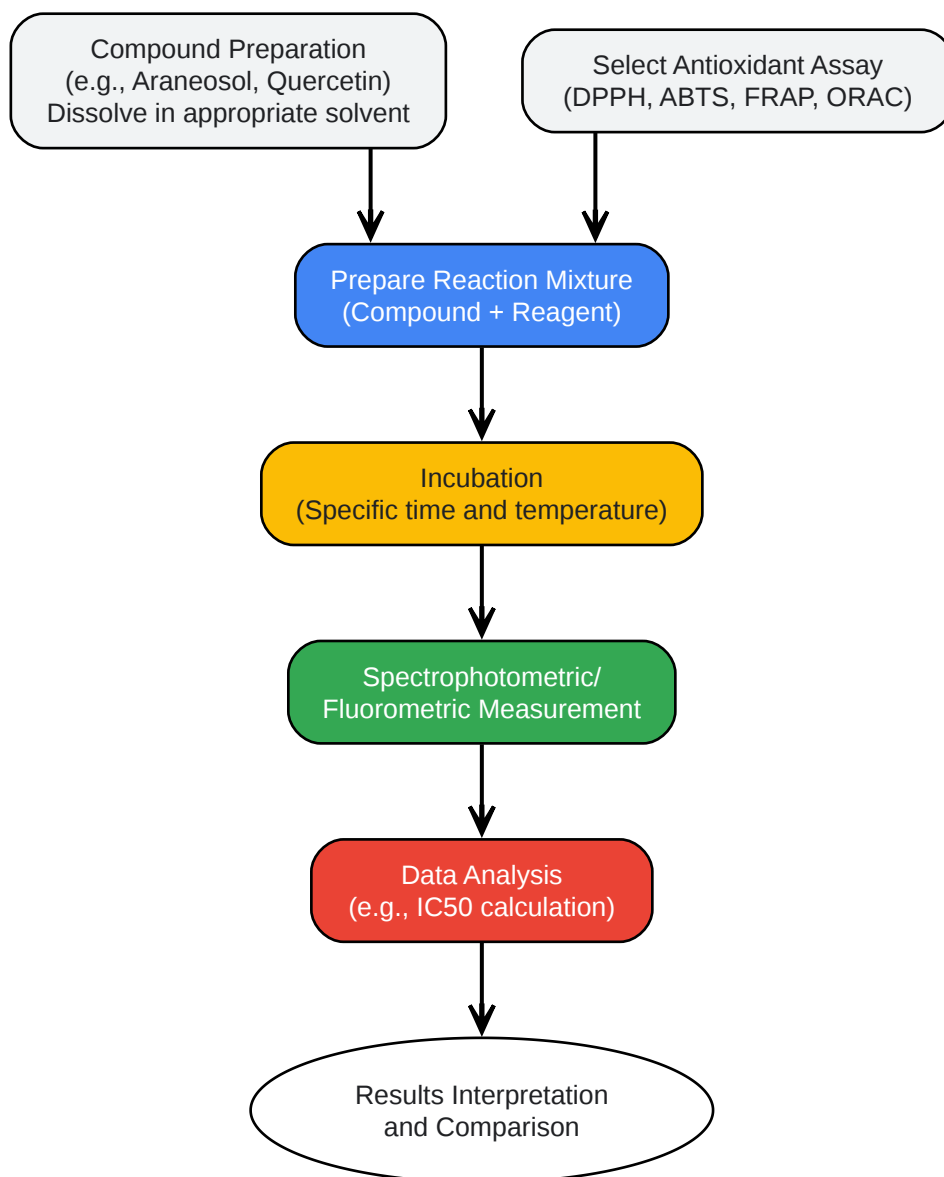 Compound Preparation
(e.g., Araneosol, Quercetin)
Dissolve in appropriate solvent
Select Antioxidant Assay
(DPPH, ABTS, FRAP, ORAC)
Prepare Reaction Mixture
(Compound + Reagent)
Incubation
(Specific time and temperature)
Spectrophotometric/
Fluorometric Measurement
Data Analysis
(e.g., IC50 calculation)
Results Interpretation
and Comparison